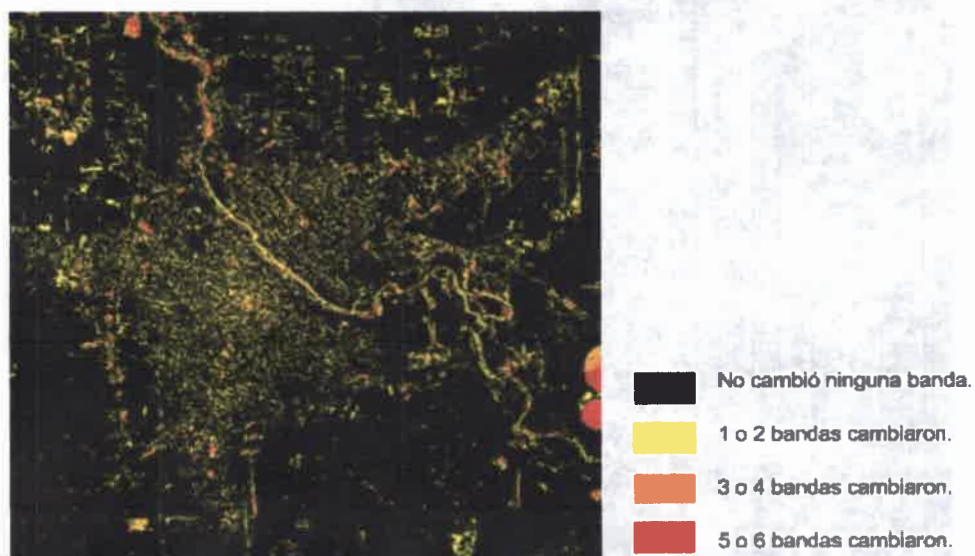 No cambió ninguna banda.
1 o 2 bandas cambiaron.
3 o 4 bandas cambiaron.
5 o 6 bandas cambiaron.